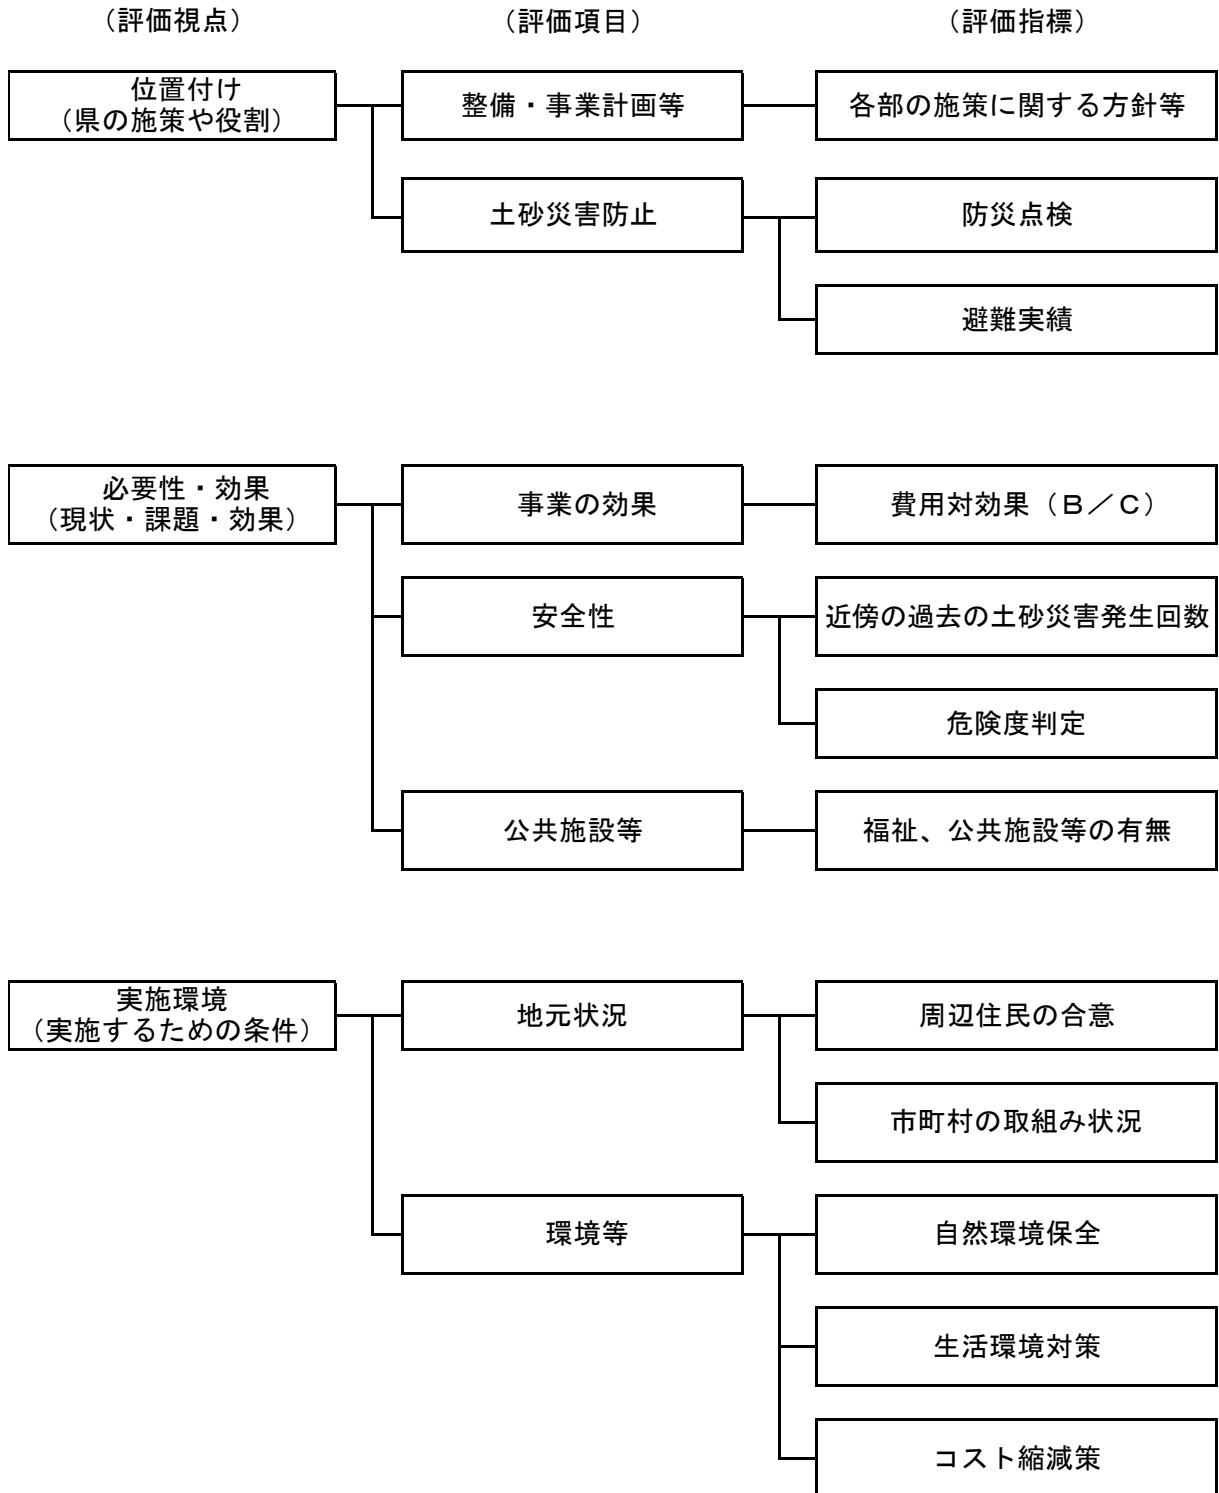 （評価視点）
（評価項目）
（評価指標）
位置付け
（県の施策や役割）
整備・事業計画等
各部の施策に関する方針等
土砂災害防止
防災点検
避難実績
必要性・効果
（現状・課題・効果）
事業の効果
費用対効果（Ｂ／Ｃ）
安全性
近傍の過去の土砂災害発生回数
危険度判定
公共施設等
福祉、公共施設等の有無
実施環境
（実施するための条件）
地元状況
周辺住民の合意
市町村の取組み状況
環境等
自然環境保全
生活環境対策
コスト縮減策